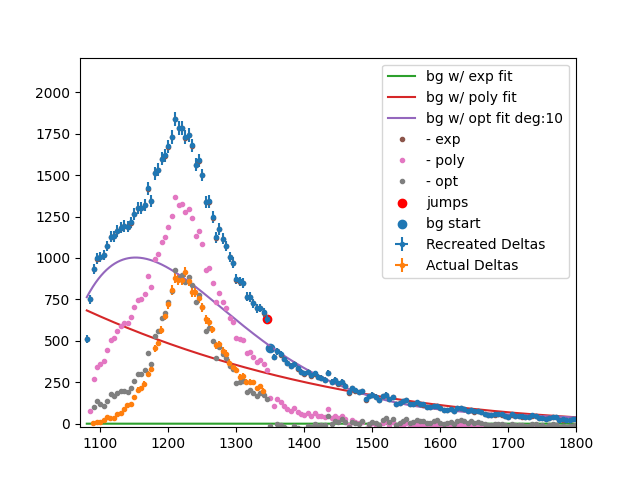 bg w/ exp fit
bg w/ poly fit
bg w/ opt fit deg:10
- exp
- poly
- opt
jumps
bg start
Recreated Deltas
Actual Deltas
2000
1750
1500
1250
1000
750
500
250
0
1100 1200 1300 1400 1500 1600 1700 1800